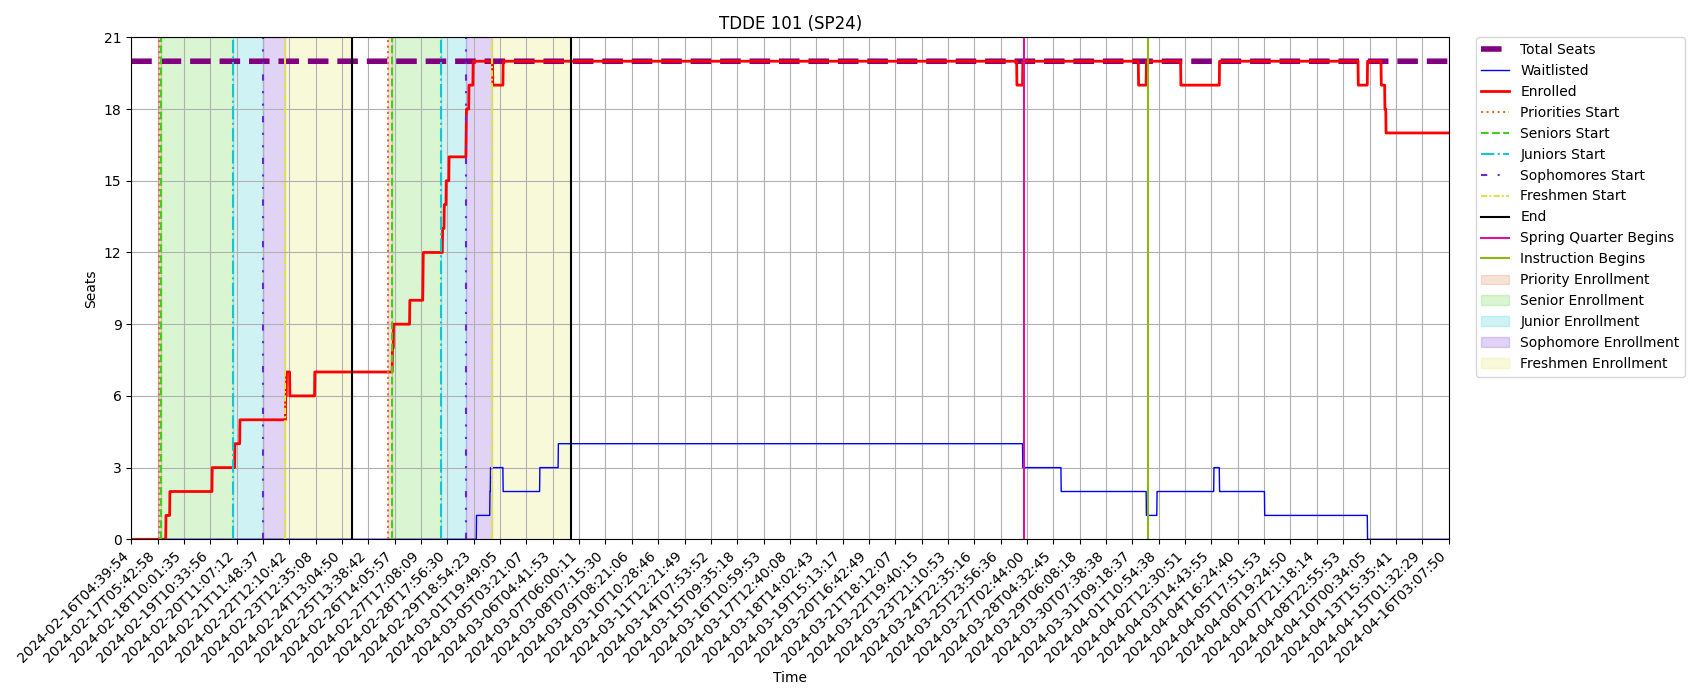 TDDE 101 (SP24)
Seats
21
18
15
12
9
6
3
0
2024-02-16T04:39:54
2024-02-17T05:42:58
2024-02-18T10:01:35
2024-02-19T10:33:56
2024-02-20T11:07:12
2024-02-21T11:48:37
2024-02-22T12:10:42
2024-02-23T12:35:08
2024-02-24T13:04:50
2024-02-25T13:38:42
2024-02-26T14:05:57
2024-02-27T17:08:09
2024-02-28T17:56:30
2024-02-29T18:54:23
2024-03-01T19:49:05
2024-03-05T03:21:07
2024-03-06T04:41:53
2024-03-07T06:00:11
2024-03-08T07:15:30
2024-03-09T08:21:06
2024-03-10T10:28:46
2024-03-11T12:21:49
2024-03-14T07:53:52
2024-03-15T09:35:18
2024-03-16T10:59:53
2024-03-17T12:40:08
2024-03-18T14:02:43
2024-03-19T15:13:17
2024-03-20T16:42:49
2024-03-21T18:12:07
2024-03-22T19:40:15
2024-03-23T21:10:53
2024-03-24T22:35:16
2024-03-25T23:56:36
2024-03-27T02:44:00
2024-03-28T04:32:45
2024-03-29T06:08:18
2024-03-30T07:38:38
2024-03-31T09:18:37
2024-04-01T10:54:38
2024-04-02T12:30:51
2024-04-03T14:43:55
2024-04-04T16:24:40
2024-04-05T17:51:53
2024-04-06T19:24:50
2024-04-07T21:18:14
2024-04-08T22:55:53
2024-04-10T00:34:05
2024-04-13T15:35:41
2024-04-15T01:32:29
2024-04-16T03:07:50
Time
Total Seats
Waitlisted
Enrolled
Priorities Start
Seniors Start
Juniors Start
Sophomores Start
Freshmen Start
End
Spring Quarter Begins
Instruction Begins
Priority Enrollment
Senior Enrollment
Junior Enrollment
Sophomore Enrollment
Freshmen Enrollment